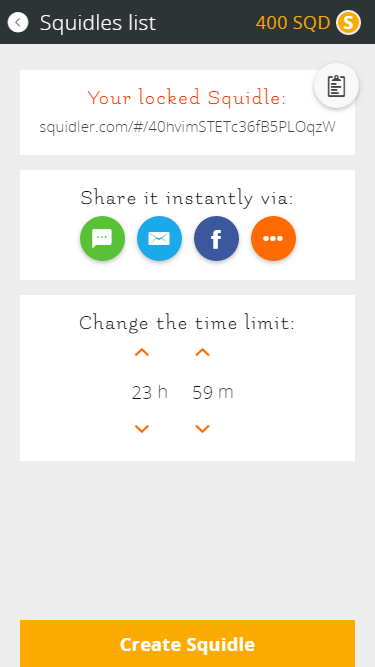 Squidles list
400 SQD S
Your locked Squidle:
squidler.com/#/40hvimSTETc36fB5PLOqzW
Share it instantly via:
f
Change the time limit:
23 h 59 m
Create Squidle